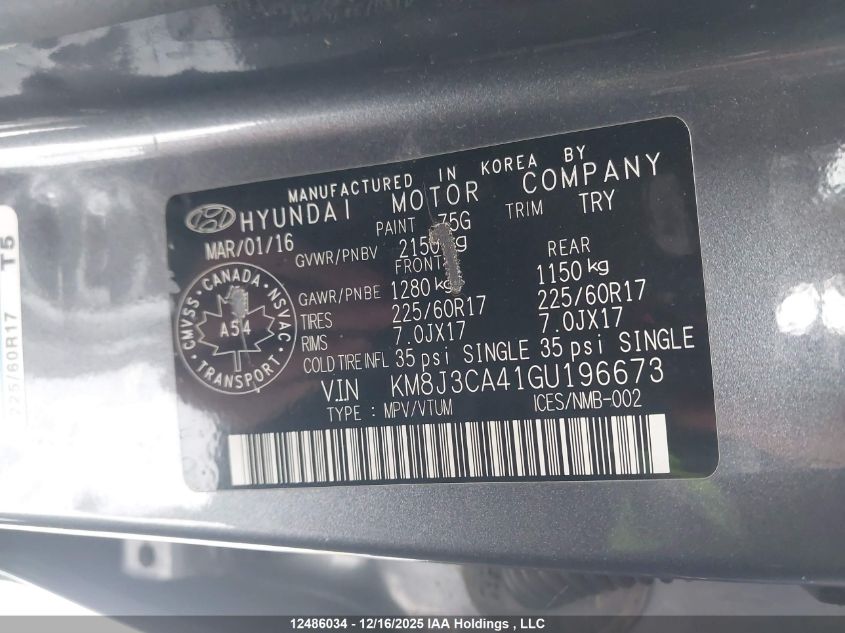 MANUFACTURED IN KOREA BY
HYUNDAI MOTOR COMPANY
MAR/01/16 PAINT 75G TRIM TRY
GVWR/PNBV 2150 kg
FRONT REAR
GAWR/PNBE 1280 kg 1150 kg
TIRES 225/60R17 225/60R17
RIMS 7.0JX17 7.0JX17
COLD TIRE INFL 35 psi SINGLE 35 psi SINGLE
VIN KM8J3CA41GU196673
TYPE : MPV/VTUM ICES/NMB-002
CMVSS · CANADA · NSVAC · TRANSPORT
A54
225/60R17 T5
12486034 - 12/16/2025 IAA Holdings , LLC